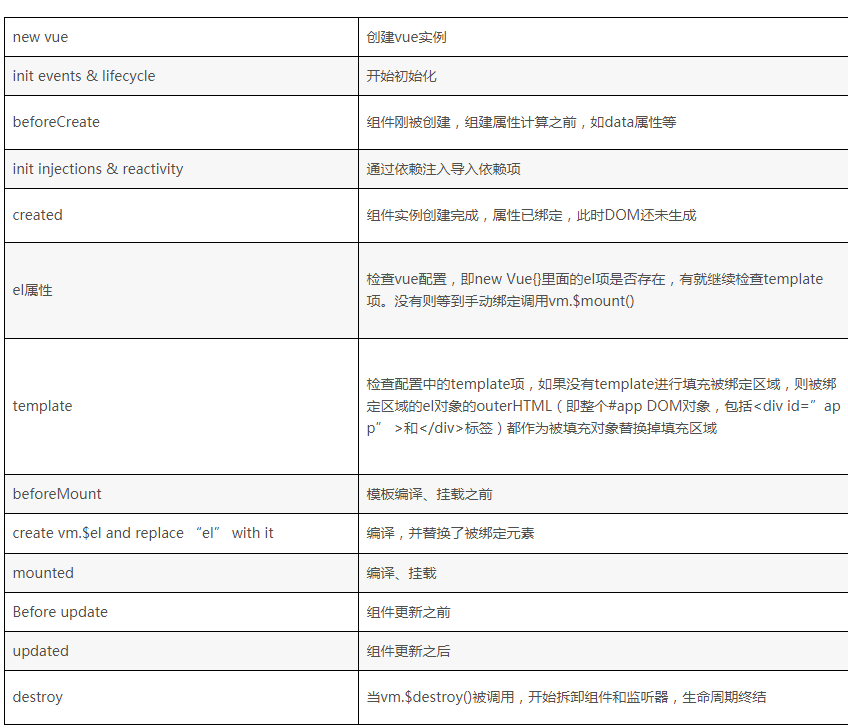 new vue
创建vue实例
init events & lifecycle
开始初始化
beforeCreate
组件刚被创建，组建属性计算之前，如data属性等
init injections & reactivity
通过依赖注入导入依赖项
created
组件实例创建完成，属性已绑定，此时DOM还未生成
el属性
检查vue配置，即new Vue{}里面的el项是否存在，有就继续检查template
项。没有则等到手动绑定调用vm.$mount()
template
检查配置中的template项，如果没有template进行填充被绑定区域，则被绑
定区域的el对象的outerHTML（即整个#app DOM对象，包括<div id=”ap
p” >和</div>标签）都作为被填充对象替换掉填充区域
beforeMount
模板编译、挂载之前
create vm.$el and replace “el” with it
编译，并替换了被绑定元素
mounted
编译、挂载
Before update
组件更新之前
updated
组件更新之后
destroy
当vm.$destroy()被调用，开始拆卸组件和监听器，生命周期终结